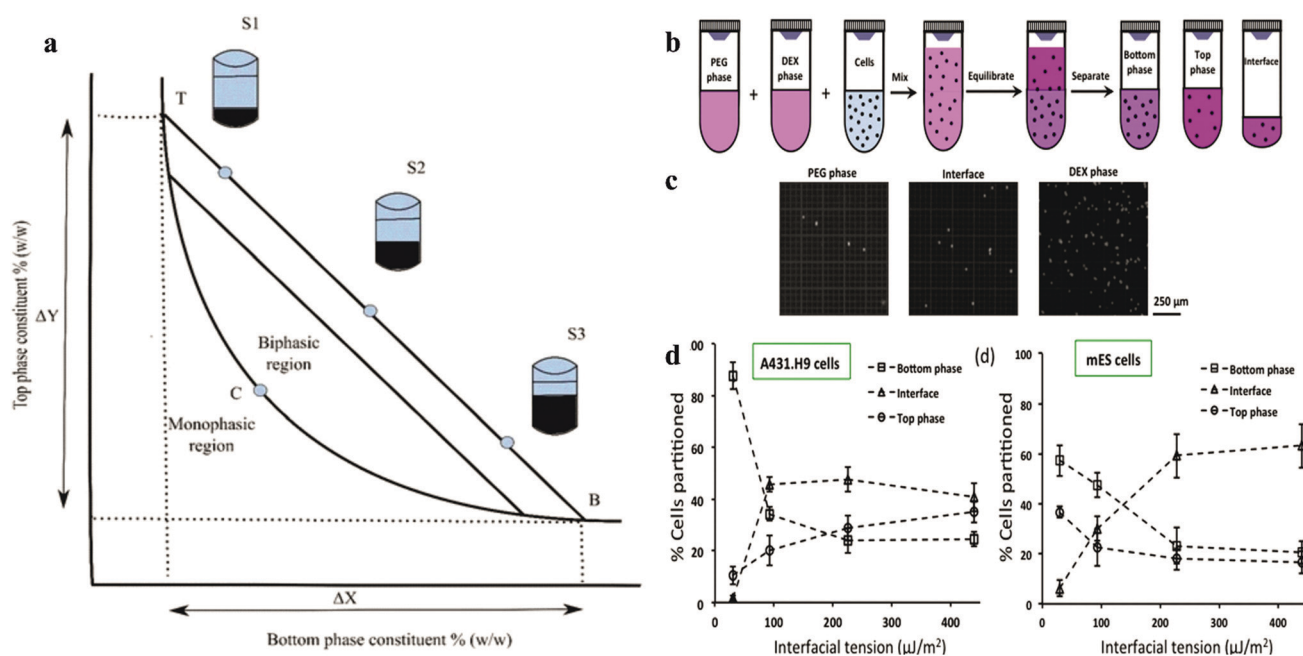 a
S1
T
S2
S3
ΔY
Top phase constituent % (w/w)
Biphasic
region
C
Monophasic
region
B
ΔX
Bottom phase constituent % (w/w)
b
PEG
phase
+
DEX
phase
+
Cells
Mix
Equilibrate
Separate
Bottom
phase
Top
phase
Interface
c
PEG phase
Interface
DEX phase
250 µm
d
A431.H9 cells
Bottom phase
Interface
Top phase
% Cells partitioned
00
80
60
40
20
0
0
100
200
300
400
Interfacial tension (µJ/m²)
(d)
mES cells
Bottom phase
Interface
Top phase
% Cells partitioned
100
80
60
40
20
0
0
100
200
300
400
Interfacial tension (µJ/m²)